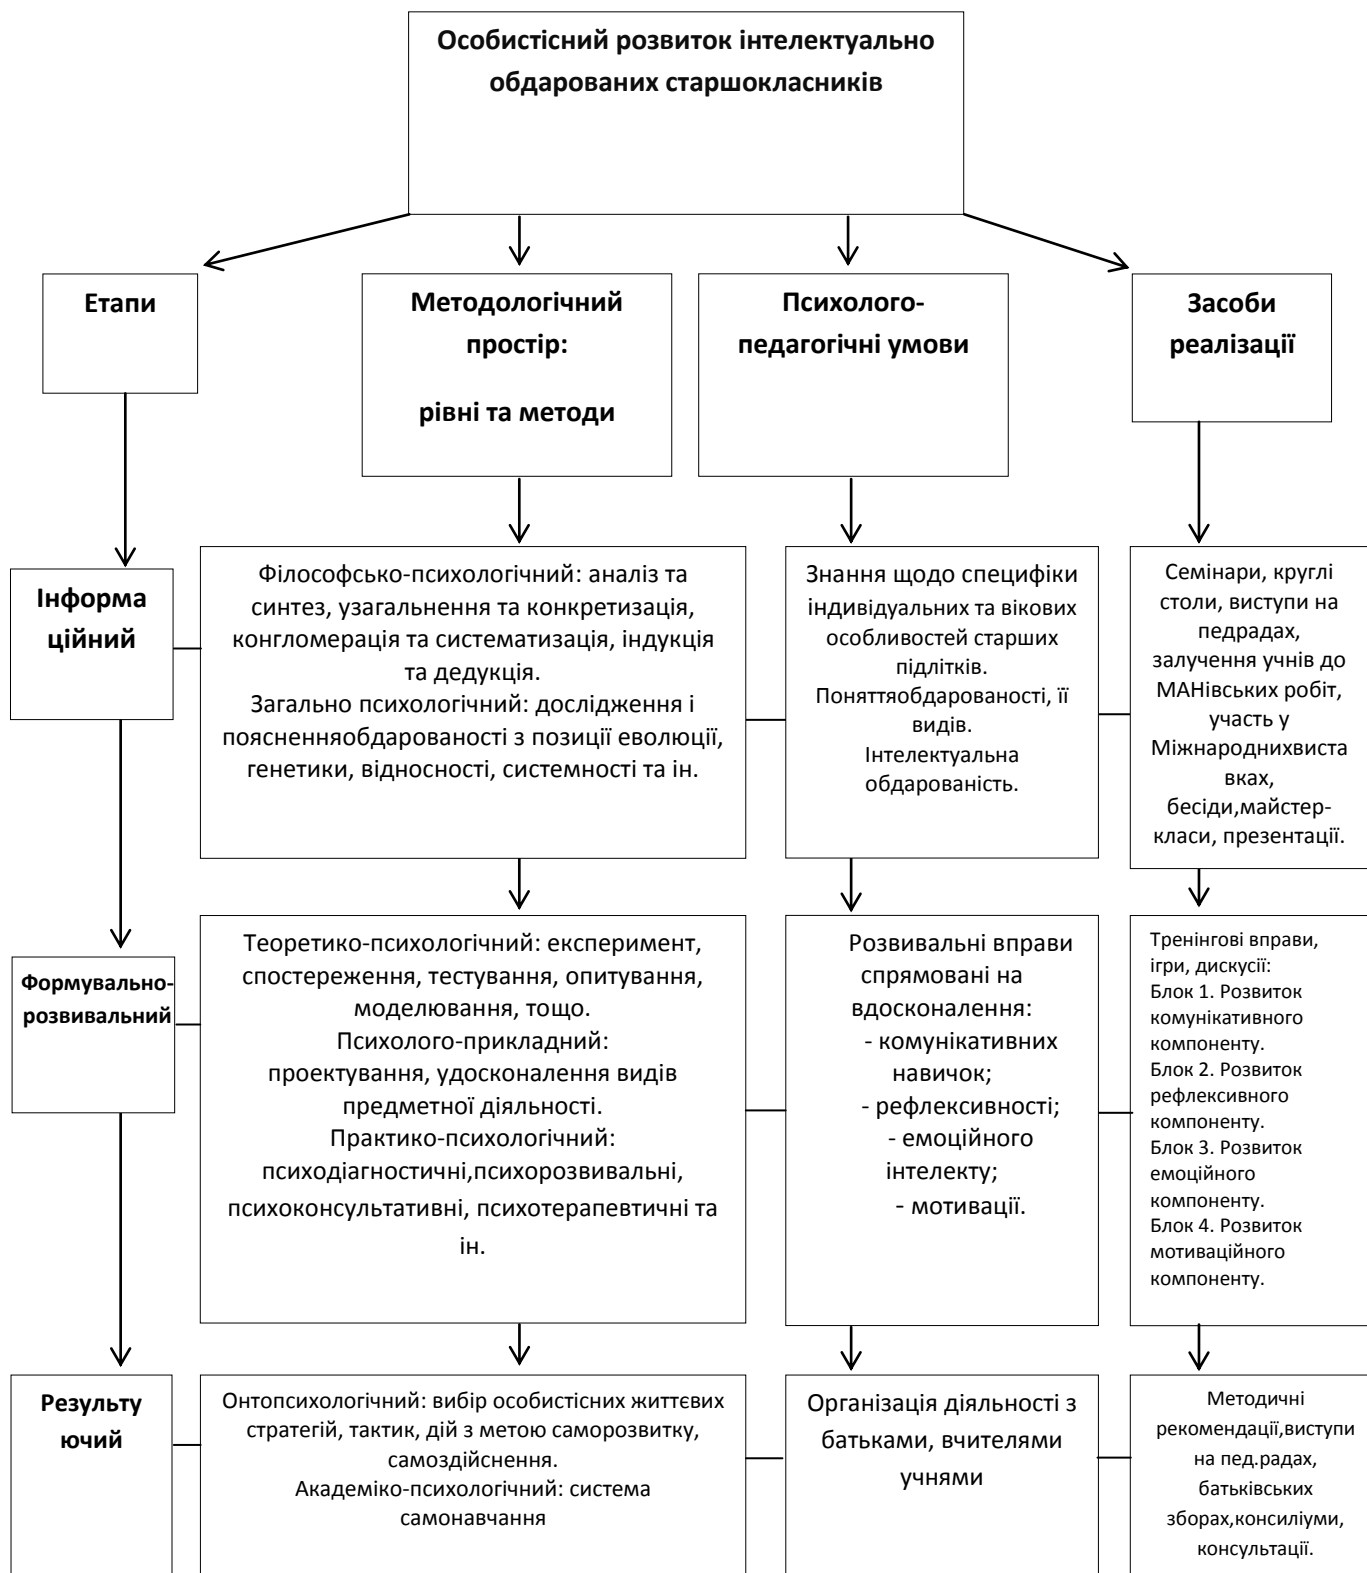 Особистісний розвиток інтелектуально
обдарованих старшокласників
Етапи
Методологічний
простір:
рівні та методи
Психолого-
педагогічні умови
Засоби
реалізації
Інформа
ційний
Філософсько-психологічний: аналіз та
синтез, узагальнення та конкретизація,
конгломерація та систематизація, індукція
та дедукція.
Загально психологічний: дослідження і
поясненняобдарованості з позиції еволюції,
генетики, відносності, системності та ін.
Знання щодо специфіки
індивідуальних та вікових
особливостей старших
підлітків.
Поняттяобдарованості, її
видів.
Інтелектуальна
обдарованість.
Семінари, круглі
столи, виступи на
педрадах,
залучення учнів до
МАНівських робіт,
участь у
Міжнароднихвиста
вках,
бесіди,майстер-
класи, презентації.
Формувально-
розвивальний
Теоретико-психологічний: експеримент,
спостереження, тестування, опитування,
моделювання, тощо.
Психолого-прикладний:
проектування, удосконалення видів
предметної діяльності.
Практико-психологічний:
психодіагностичні,психорозвивальні,
психоконсультативні, психотерапевтичні та
ін.
Розвивальні вправи
спрямовані на
вдосконалення:
- комунікативних
навичок;
- рефлексивності;
- емоційного
інтелекту;
- мотивації.
Тренінгові вправи,
ігри, дискусії:
Блок 1. Розвиток
комунікативного
компоненту.
Блок 2. Розвиток
рефлексивного
компоненту.
Блок 3. Розвиток
емоційного
компоненту.
Блок 4. Розвиток
мотиваційного
компоненту.
Результу
ючий
Онтопсихологічний: вибір особистісних життєвих
стратегій, тактик, дій з метою саморозвитку,
самоздійснення.
Академіко-психологічний: система
самонавчання
Організація діяльності з
батьками, вчителями
учнями
Методичні
рекомендації,виступи
на пед.радах,
батьківських
зборах,консиліуми,
консультації.